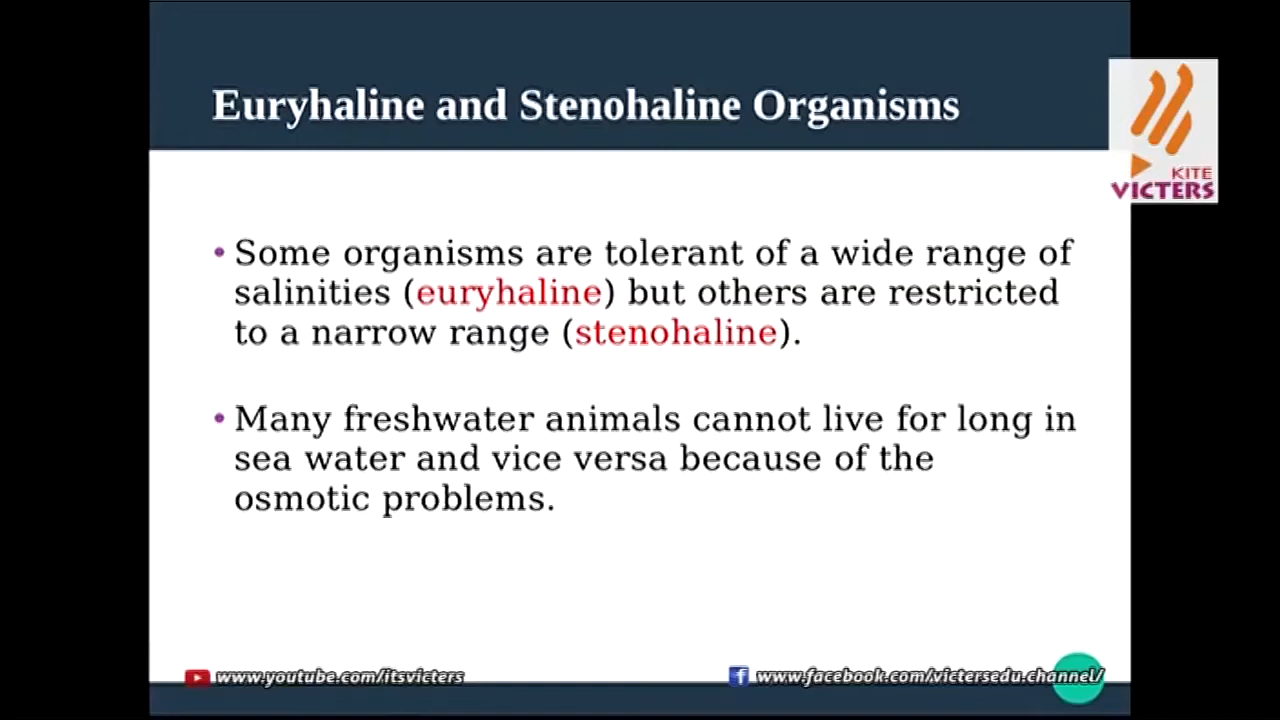 Euryhaline and Stenohaline Organisms
KITE
VICTERS
• Some organisms are tolerant of a wide range of
salinities (euryhaline) but others are restricted
to a narrow range (stenohaline).
• Many freshwater animals cannot live for long in
sea water and vice versa because of the
osmotic problems.
www.youtube.com/itsvicters
www.facebook.com/victersedu.channel/